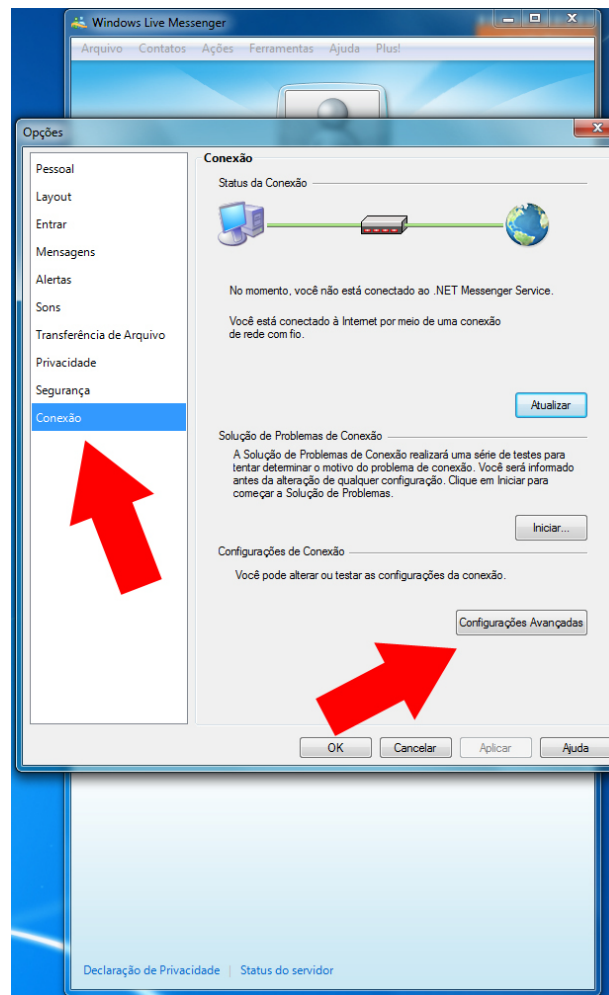 Windows Live Messenger
Arquivo Contatos Ações Ferramentas Ajuda Plus!
Opções
Pessoal
Layout
Entrar
Mensagens
Alertas
Sons
Transferência de Arquivo
Privacidade
Segurança
Conexão
Conexão
Status da Conexão
No momento, você não está conectado ao .NET Messenger Service.
Você está conectado à Internet por meio de uma conexão
de rede com fio.
Atualizar
Solução de Problemas de Conexão
A Solução de Problemas de Conexão realizará uma série de testes para
tentar determinar o motivo do problema de conexão. Você será informado
antes da alteração de qualquer configuração. Clique em Iniciar para
começar a Solução de Problemas.
Iniciar...
Configurações de Conexão
Você pode alterar ou testar as configurações da conexão.
Configurações Avançadas
OK Cancelar Aplicar Ajuda
Declaração de Privacidade | Status do servidor